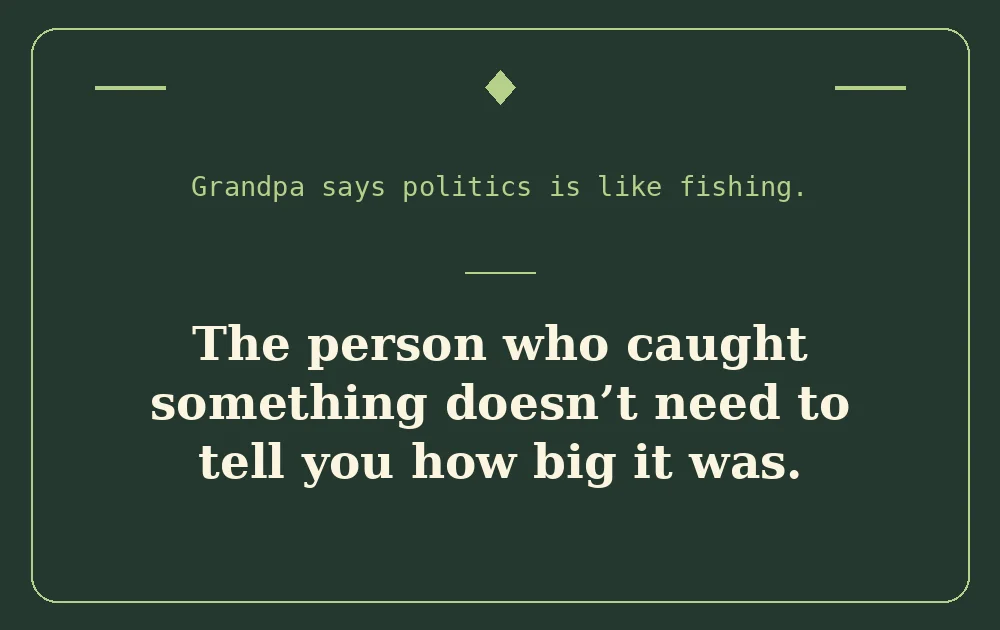 Grandpa says politics is like fishing.
The person who caught
something doesn’t need to
tell you how big it was.